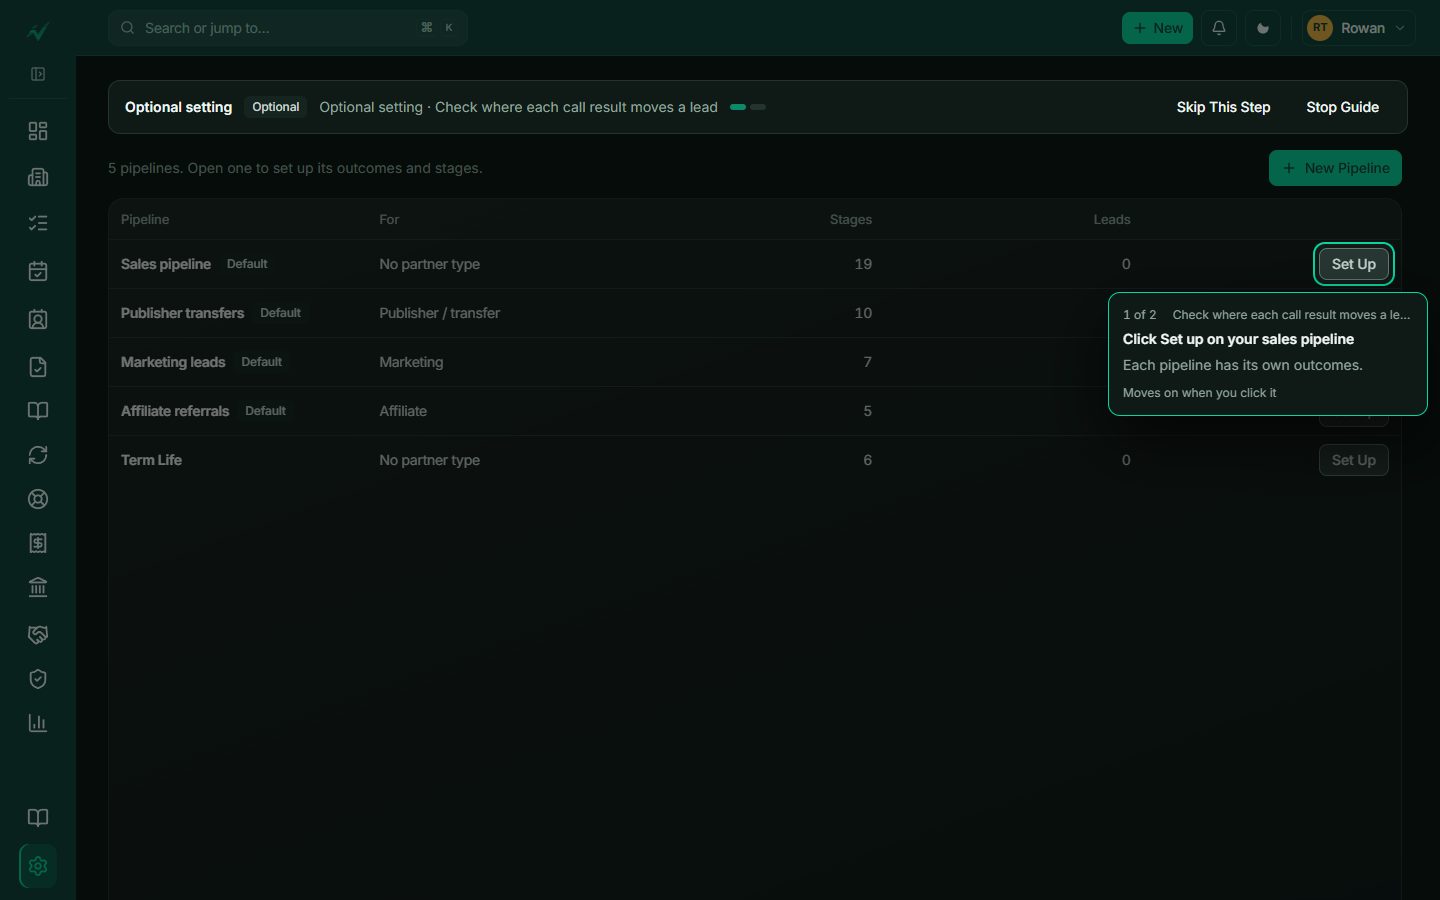 Search or jump to...
⌘ K
New
RT
Rowan
Optional setting
Optional
Optional setting · Check where each call result moves a lead
Skip This Step
Stop Guide
5 pipelines. Open one to set up its outcomes and stages.
New Pipeline
Pipeline
For
Stages
Leads
Sales pipeline
Default
No partner type
19
0
Set Up
Publisher transfers
Default
Publisher / transfer
10
Marketing leads
Default
Marketing
7
Affiliate referrals
Default
Affiliate
5
1 of 2
Check where each call result moves a le...
Click Set up on your sales pipeline
Each pipeline has its own outcomes.
Moves on when you click it
Term Life
No partner type
6
0
Set Up